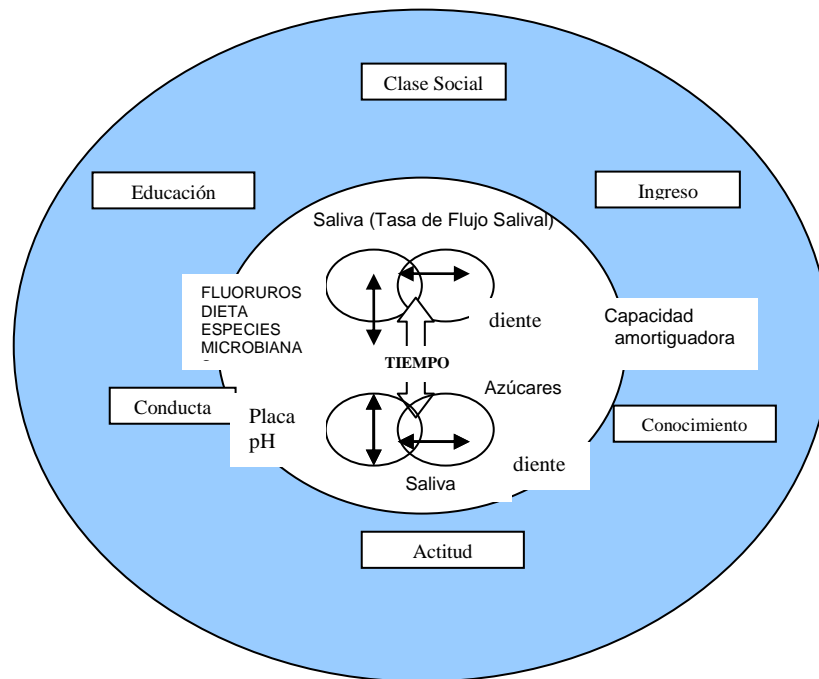 Clase Social
Educación
Ingreso
Saliva (Tasa de Flujo Salival)
FLUORUROS
DIETA
ESPECIES
MICROBIANA
diente
Capacidad
amortiguadora
TIEMPO
Azúcares
Conducta
Placa
pH
Conocimiento
diente
Saliva
Actitud